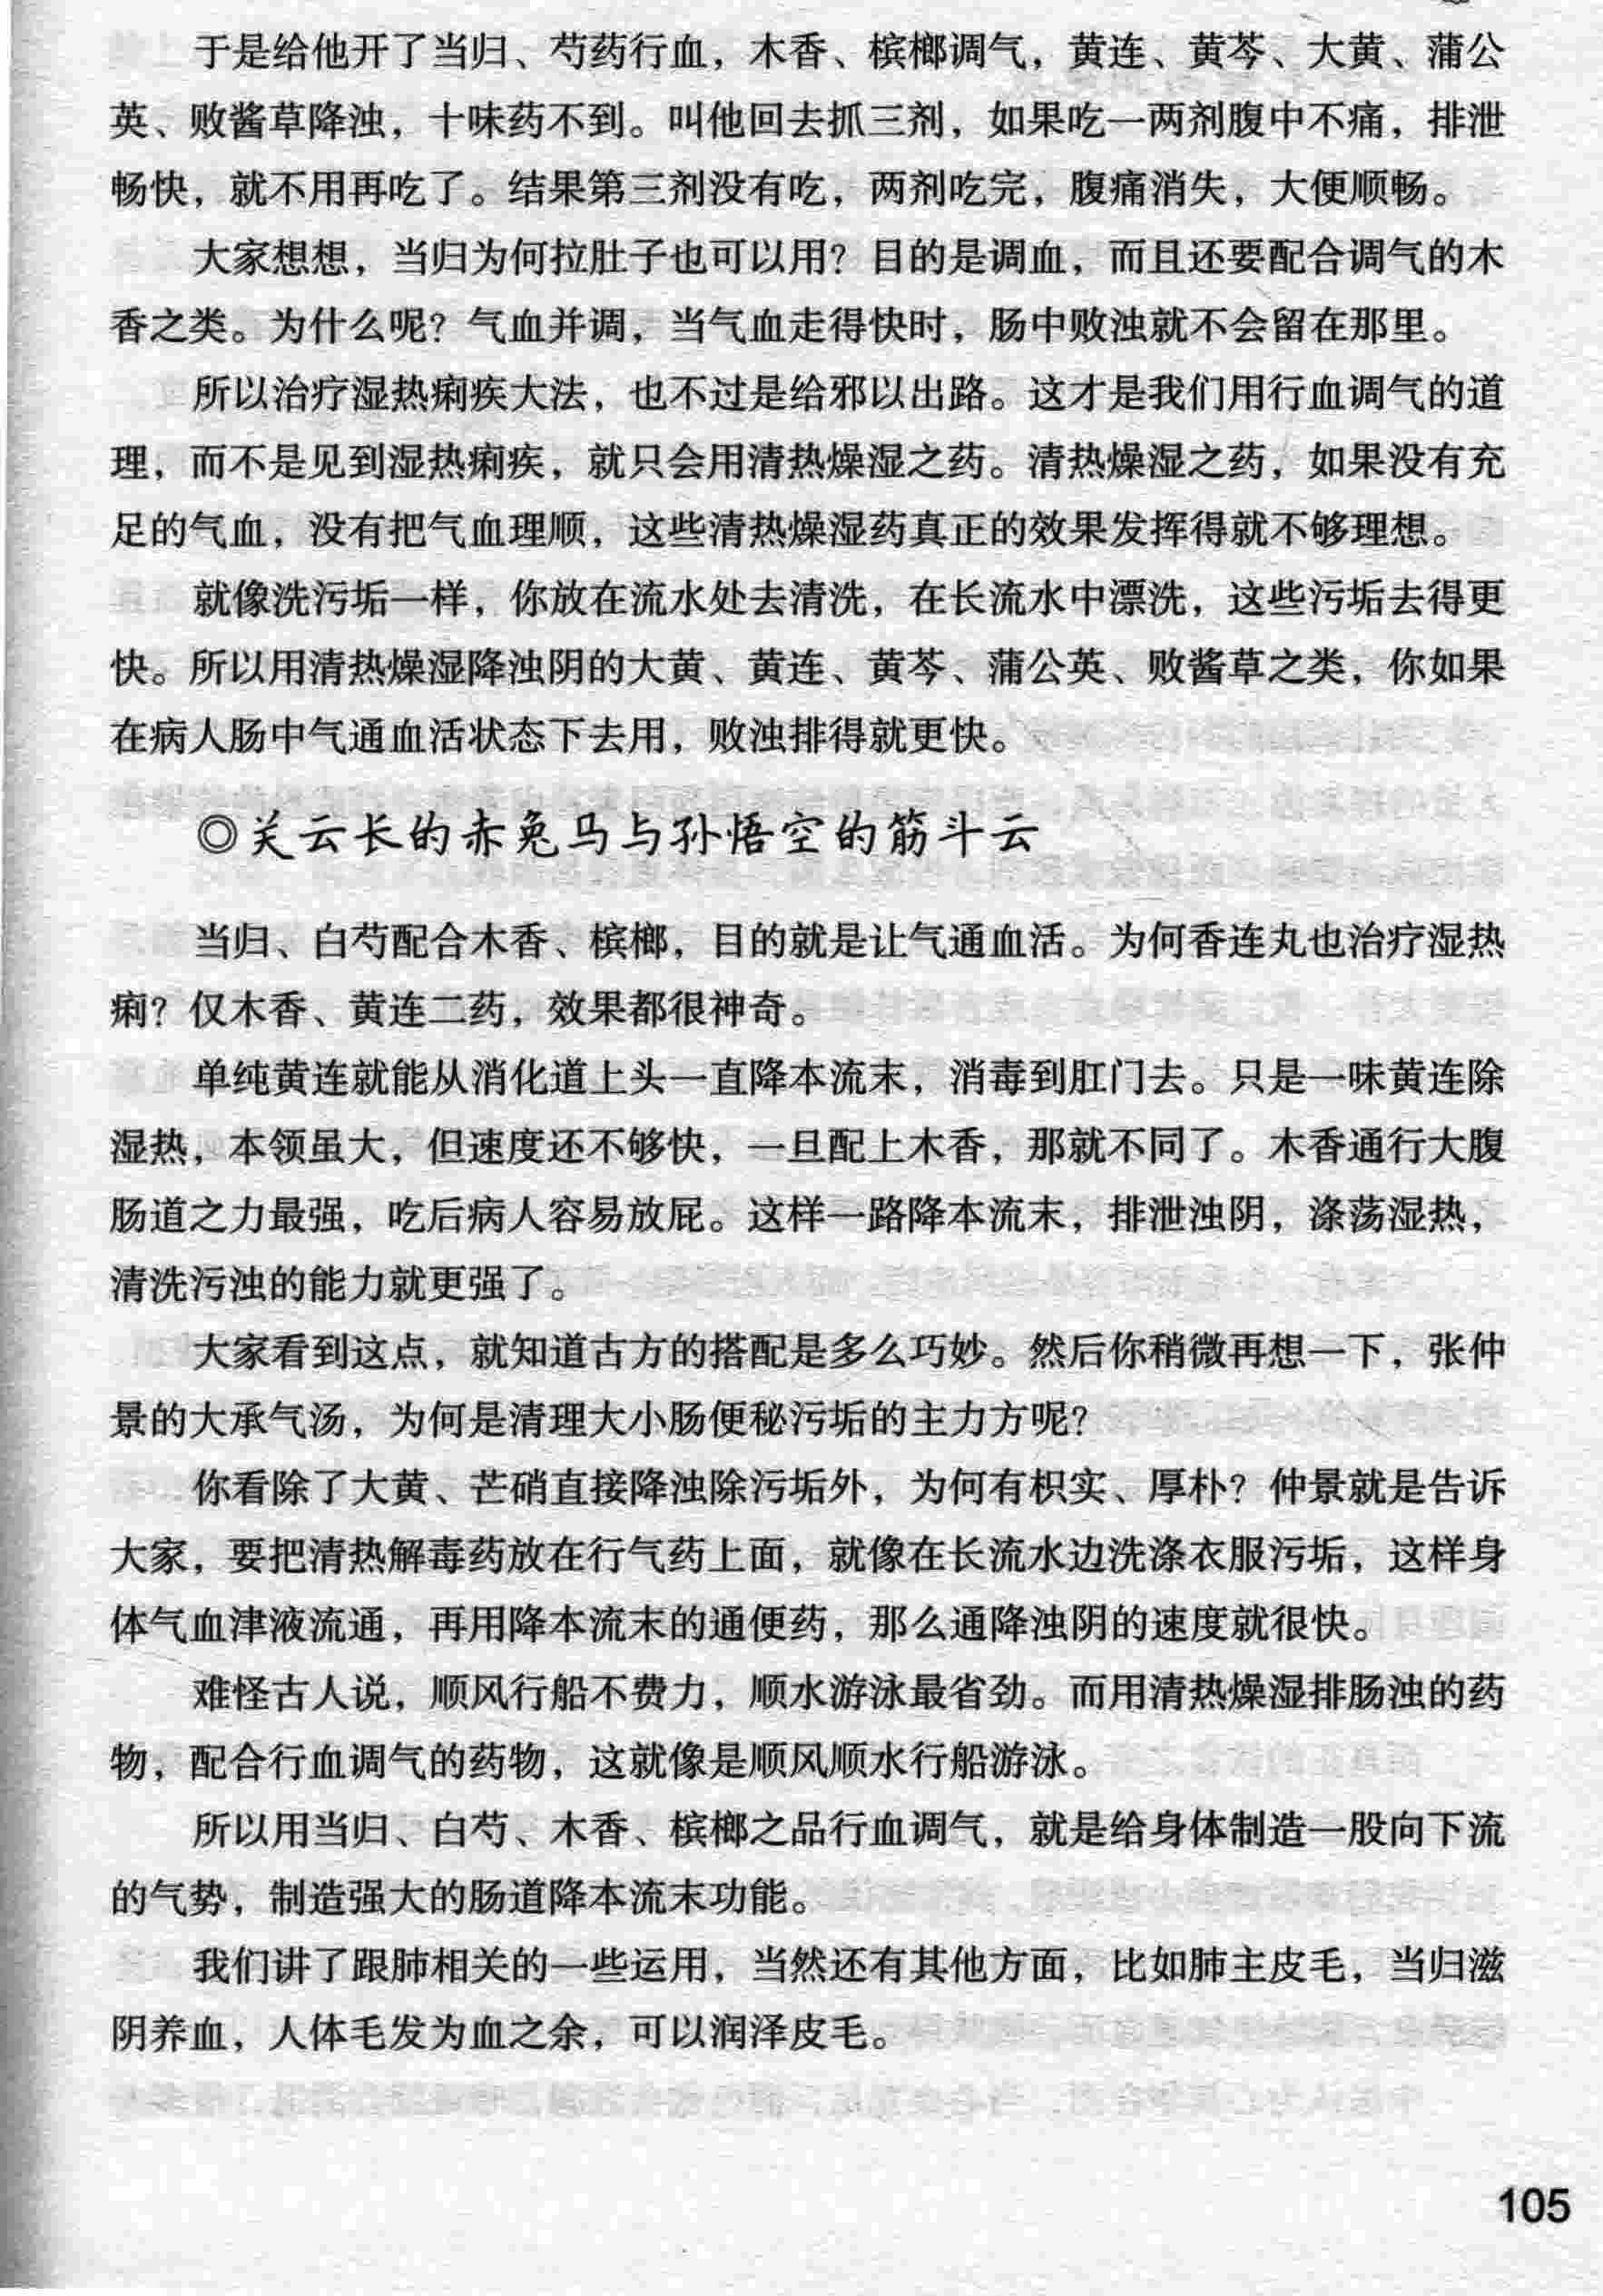 于是给他开了当归、芍药行血，木香、槟榔调气，黄连、黄芩、大黄、蒲公
英、败酱草降浊，十味药不到。叫他回去抓三剂，如果吃一两剂腹中不痛，排泄
畅快，就不用再吃了。结果第三剂没有吃，两剂吃完，腹痛消失，大便顺畅。
大家想想，当归为何拉肚子也可以用？目的是调血，而且还要配合调气的木
香之类。为什么呢？气血并调，当气血走得快时，肠中败浊就不会留在那里。
所以治疗湿热痢疾大法，也不过是给邪以出路。这才是我们用行血调气的道
理，而不是见到湿热痢疾，就只会用清热燥湿之药。清热燥湿之药，如果没有充
足的气血，没有把气血理顺，这些清热燥湿药真正的效果发挥得就不够理想。
就像洗污垢一样，你放在流水处去清洗，在长流水中漂洗，这些污垢去得更
快。所以用清热燥湿降浊阴的大黄、黄连、黄芩、蒲公英、败酱草之类，你如果
在病人肠中气通血活状态下去用，败浊排得就更快。
◎关云长的赤兔马与孙悟空的筋斗云
当归、白芍配合木香、槟榔，目的就是让气通血活。为何香连丸也治疗湿热
痢？仅木香、黄连二药，效果都很神奇。
单纯黄连就能从消化道上头一直降本流末，消毒到肛门去。只是一味黄连除
湿热，本领虽大，但速度还不够快，一旦配上木香，那就不同了。木香通行大腹
肠道之力最强，吃后病人容易放屁。这样一路降本流末，排泄浊阴，涤荡湿热，
清洗污浊的能力就更强了。
大家看到这点，就知道古方的搭配是多么巧妙。然后你稍微再想一下，张仲
景的大承气汤，为何是清理大小肠便秘污垢的主力方呢？
你看除了大黄、芒硝直接降浊除污垢外，为何有枳实、厚朴？仲景就是告诉
大家，要把清热解毒药放在行气药上面，就像在长流水边洗涤衣服污垢，这样身
体气血津液流通，再用降本流末的通便药，那么通降浊阴的速度就很快。
难怪古人说，顺风行船不费力，顺水游泳最省劲。而用清热燥湿排肠浊的药
物，配合行血调气的药物，这就像是顺风顺水行船游泳。
所以用当归、白芍、木香、槟榔之品行血调气，就是给身体制造一股向下流
的气势，制造强大的肠道降本流末功能。
我们讲了跟肺相关的一些运用，当然还有其他方面，比如肺主皮毛，当归滋
阴养血，人体毛发为血之余，可以润泽皮毛。
105